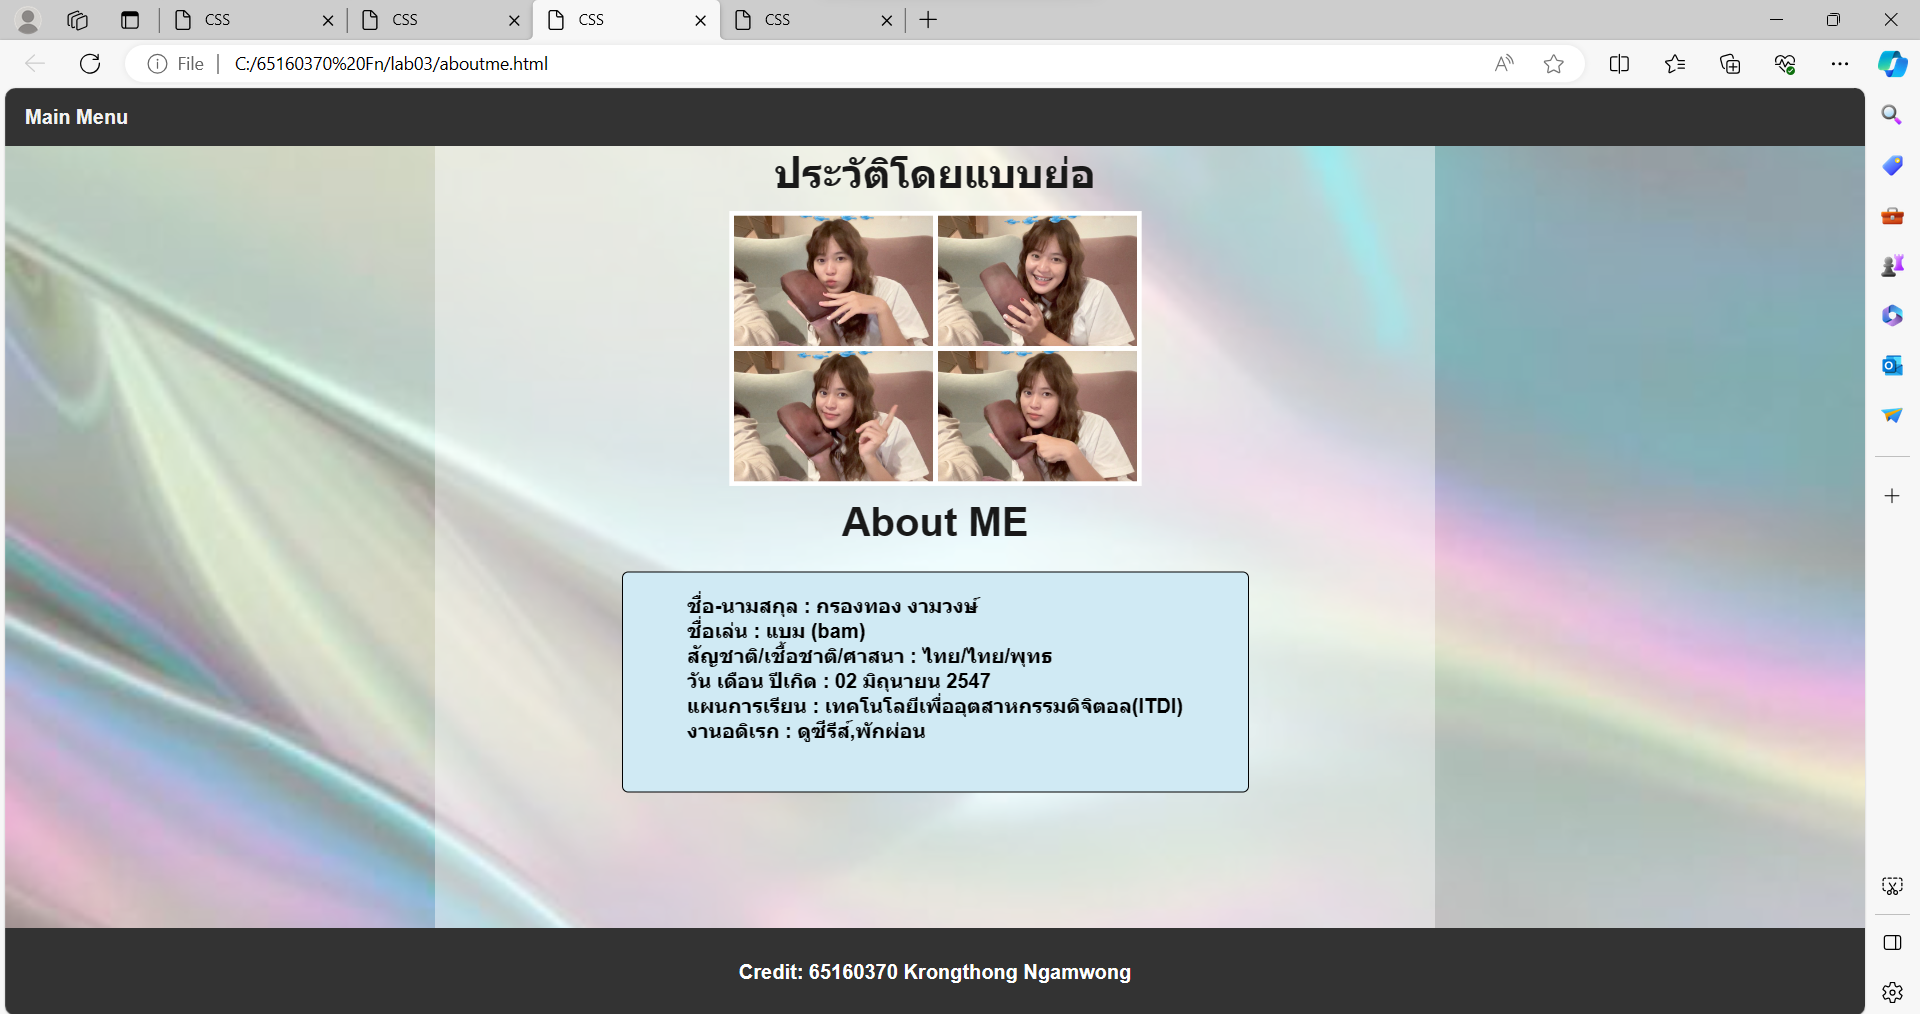 CSS
CSS
CSS
CSS
File
C:/65160370%20Fn/lab03/aboutme.html
Main Menu
ประวัติโดยแบบย่อ
About ME
ชื่อ-นามสกุล : กรองทอง งามวงษ์
ชื่อเล่น : แบม (bam)
สัญชาติ/เชื้อชาติ/ศาสนา : ไทย/ไทย/พุทธ
วัน เดือน ปีเกิด : 02 มิถุนายน 2547
แผนการเรียน : เทคโนโลยีเพื่ออุตสาหกรรมดิจิตอล(ITDI)
งานอดิเรก : ดูซีรีส์,พักผ่อน
Credit: 65160370 Krongthong Ngamwong